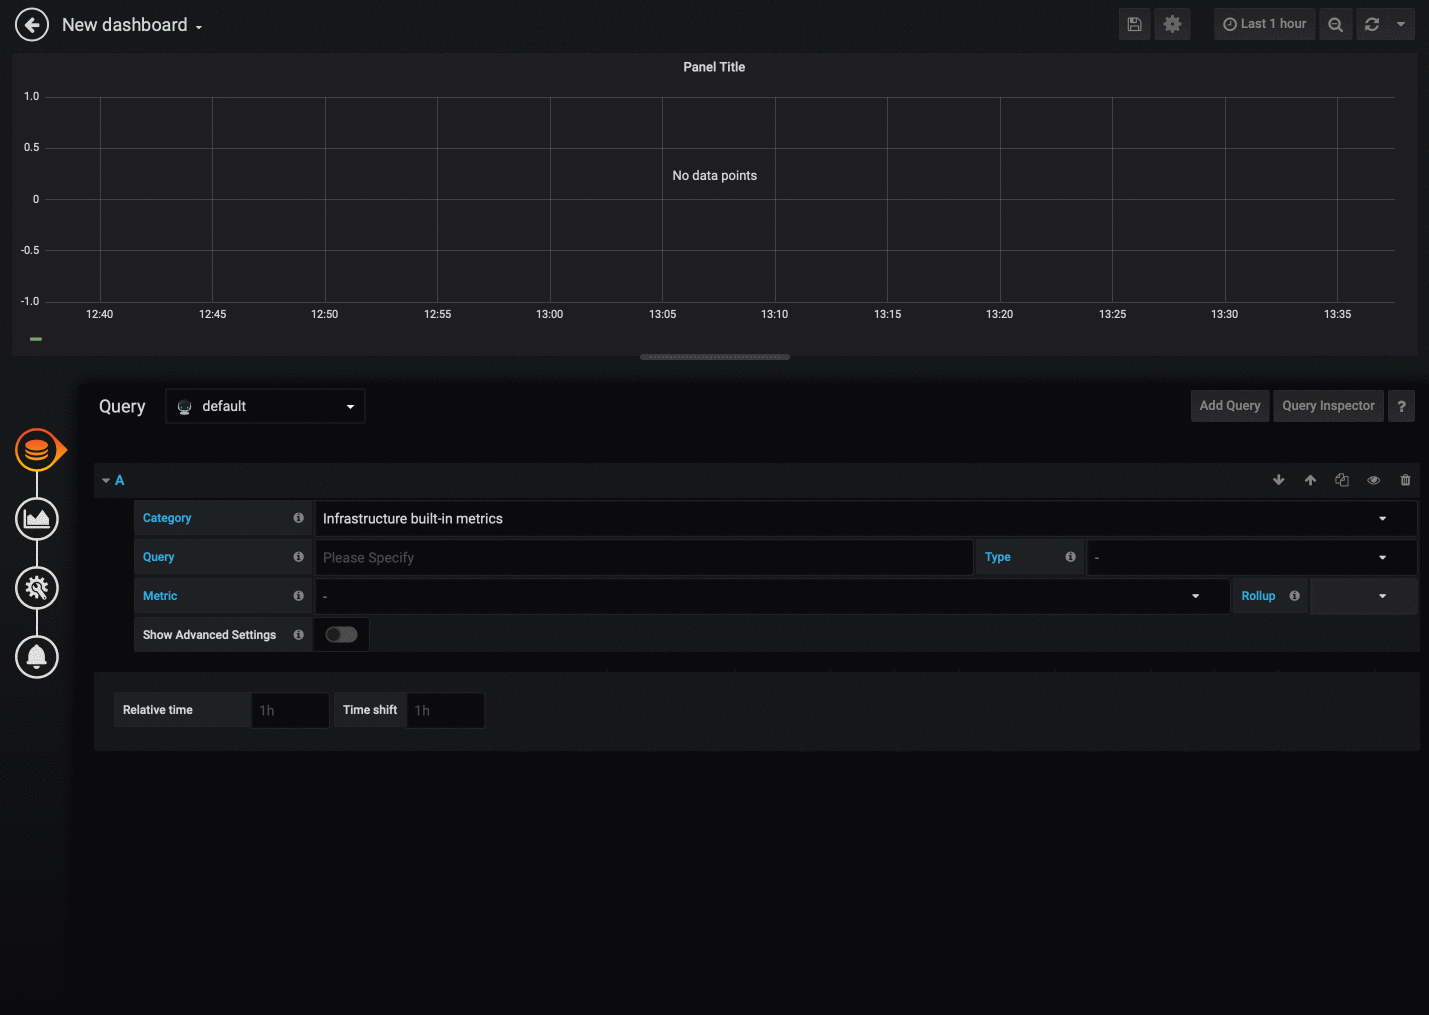 New dashboard
Last 1 hour
Panel Title
1.0
0.5
No data points
0
-0.5
-1.0
12:40 12:45 12:50 12:55 13:00 13:05 13:10 13:15 13:20 13:25 13:30 13:35
Query default Add Query Query Inspector ?
A
Category Infrastructure built-in metrics
Query Please Specify Type -
Metric - Rollup
Show Advanced Settings
Relative time 1h Time shift 1h